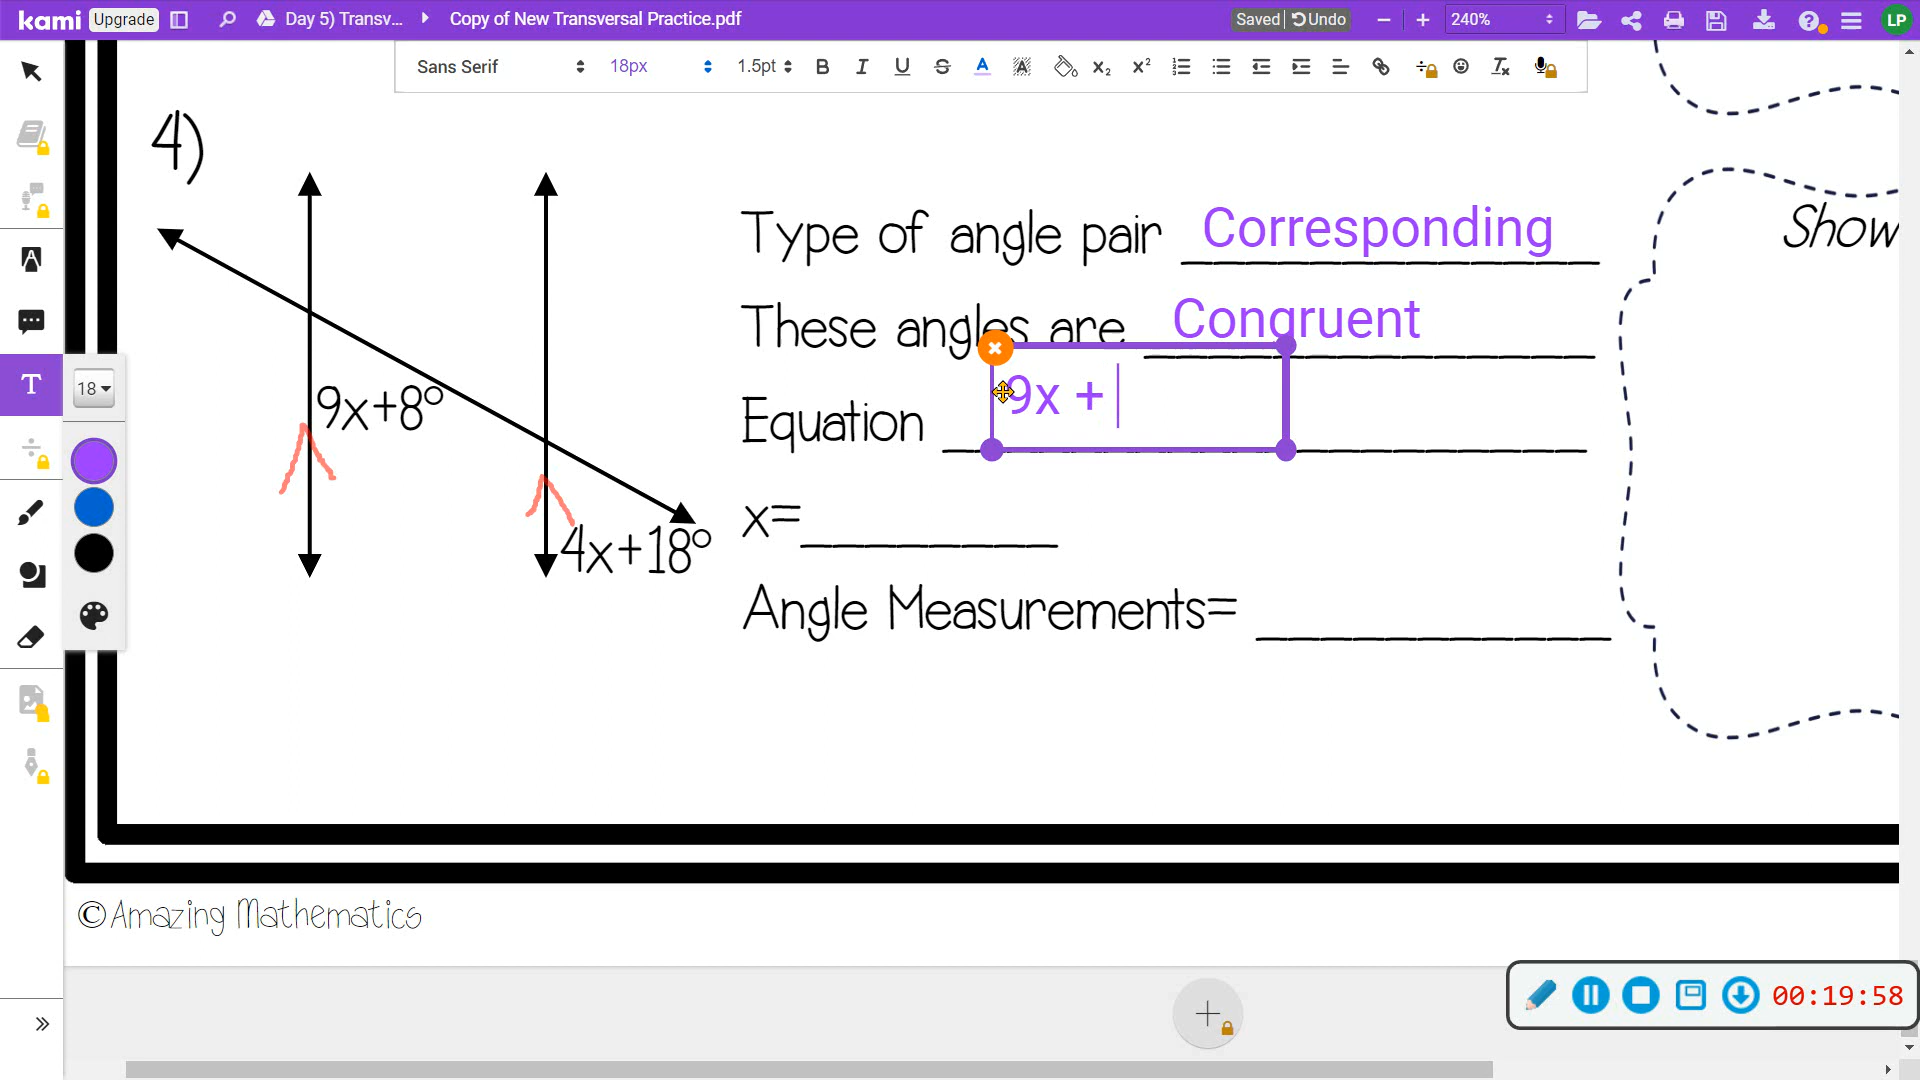 kami Upgrade Day 5) Transv... Copy of New Transversal Practice.pdf Saved Undo 240% LP
Sans Serif 18px 1.5pt B I U S A A X₂ X²
4)
Type of angle pair Corresponding
Show
These angles are Congruent
9x +
9x+8°
Equation
18
x=
4x+18°
Angle Measurements=
©Amazing Mathematics
00:19:58